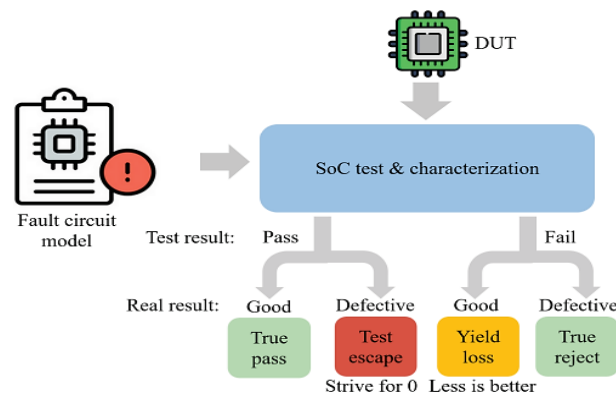 DUT
SoC test & characterization
Fault circuit
model
Test result: Pass Fail
Real result: Good Defective Good Defective
True
pass
Test
escape
Yield
loss
True
reject
Strive for 0 Less is better